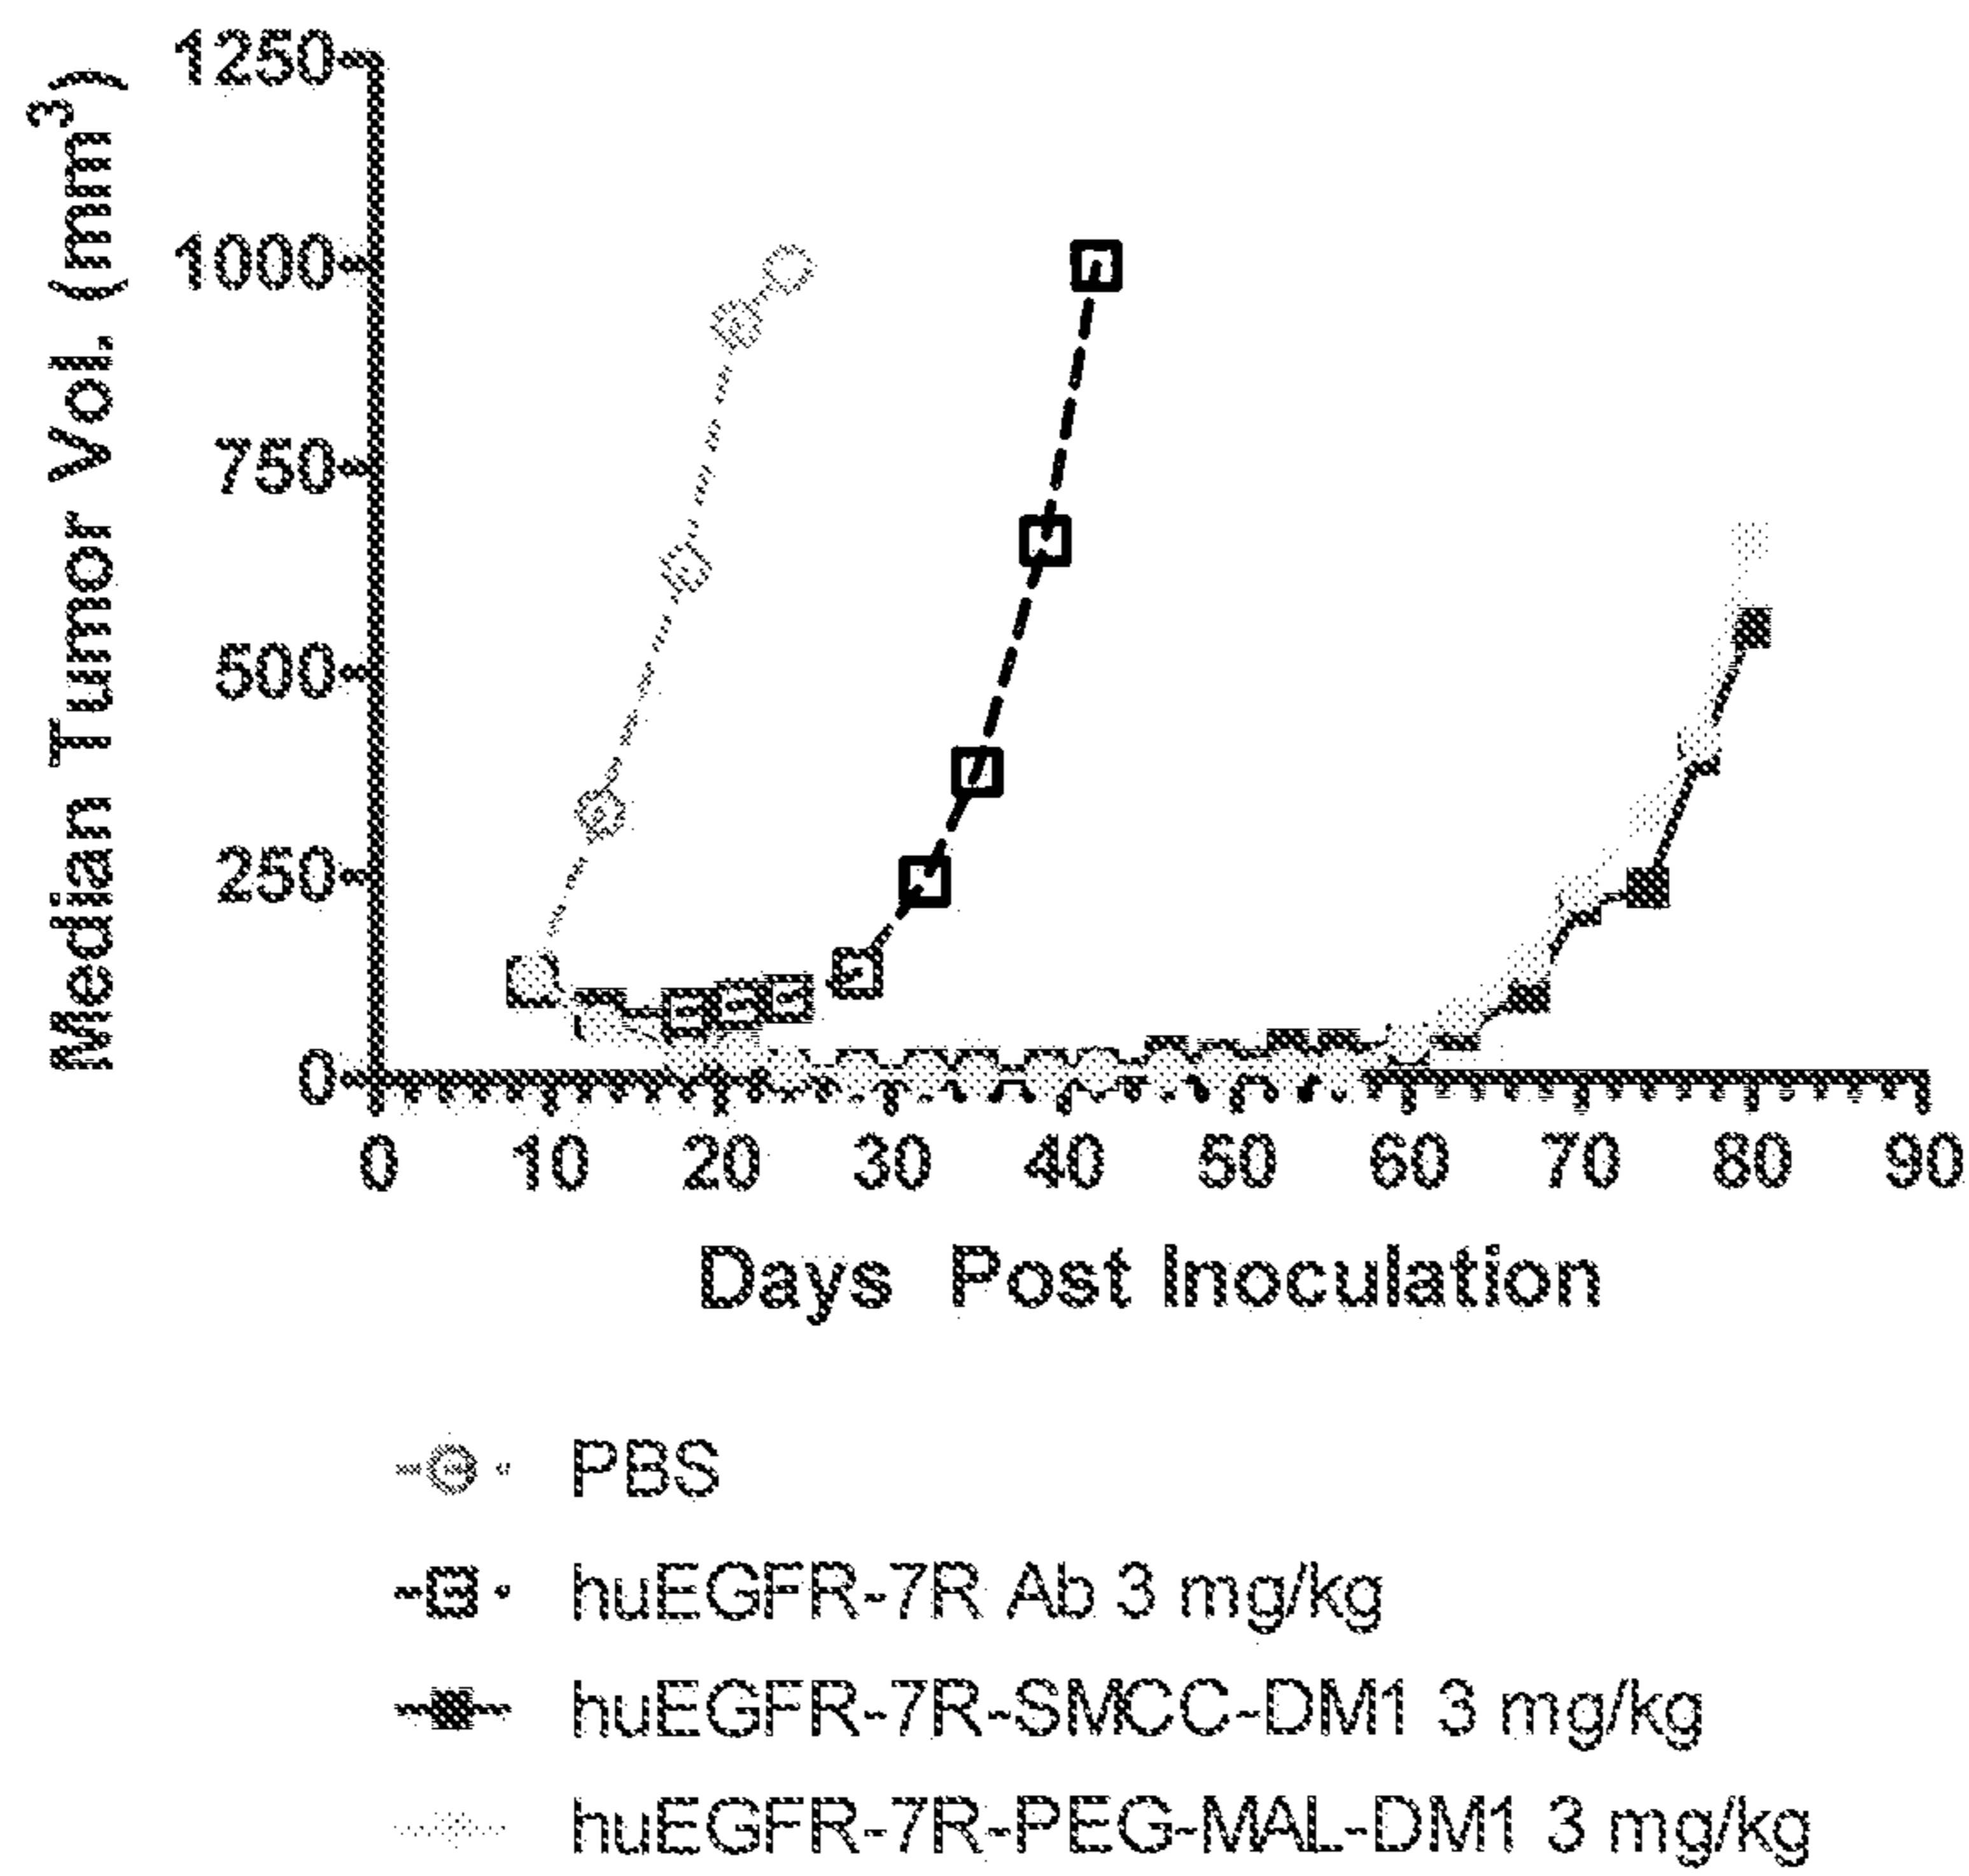 Median Tumor Vol. (mm³)
1250
1000
750
500
250
0
0 10 20 30 40 50 60 70 80 90
Days Post Inoculation
PBS
huEGFR-7R Ab 3 mg/kg
huEGFR-7R-SMCC-DM1 3 mg/kg
huEGFR-7R-PEG-MAL-DM1 3 mg/kg